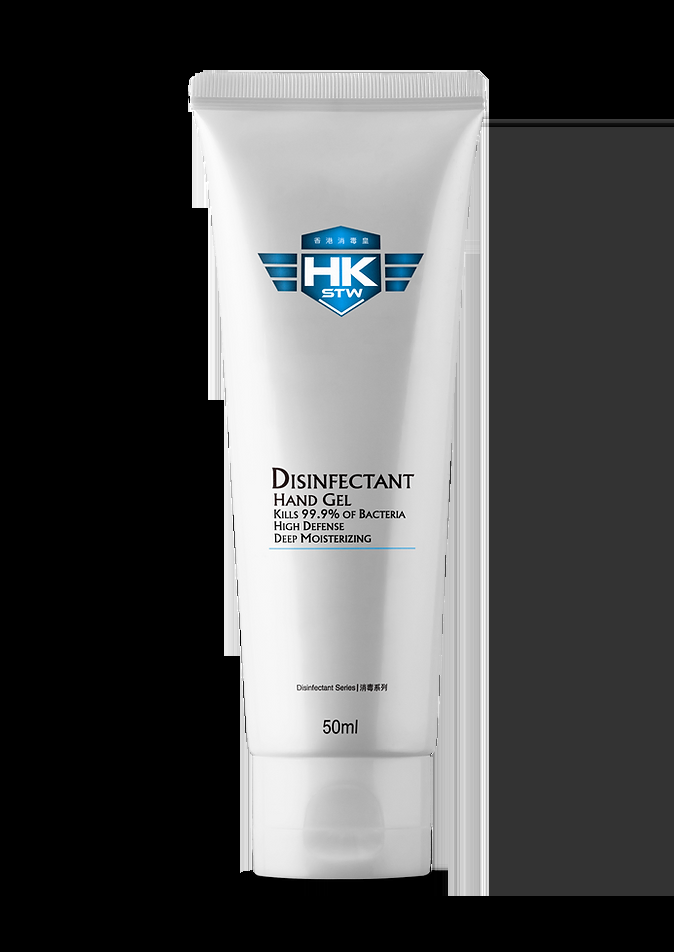 香港消毒皇
HK
STW
DISINFECTANT
HAND GEL
KILLS 99.9% OF BACTERIA
HIGH DEFENSE
DEEP MOISTERIZING
Disinfectant Series|消毒系列
50ml